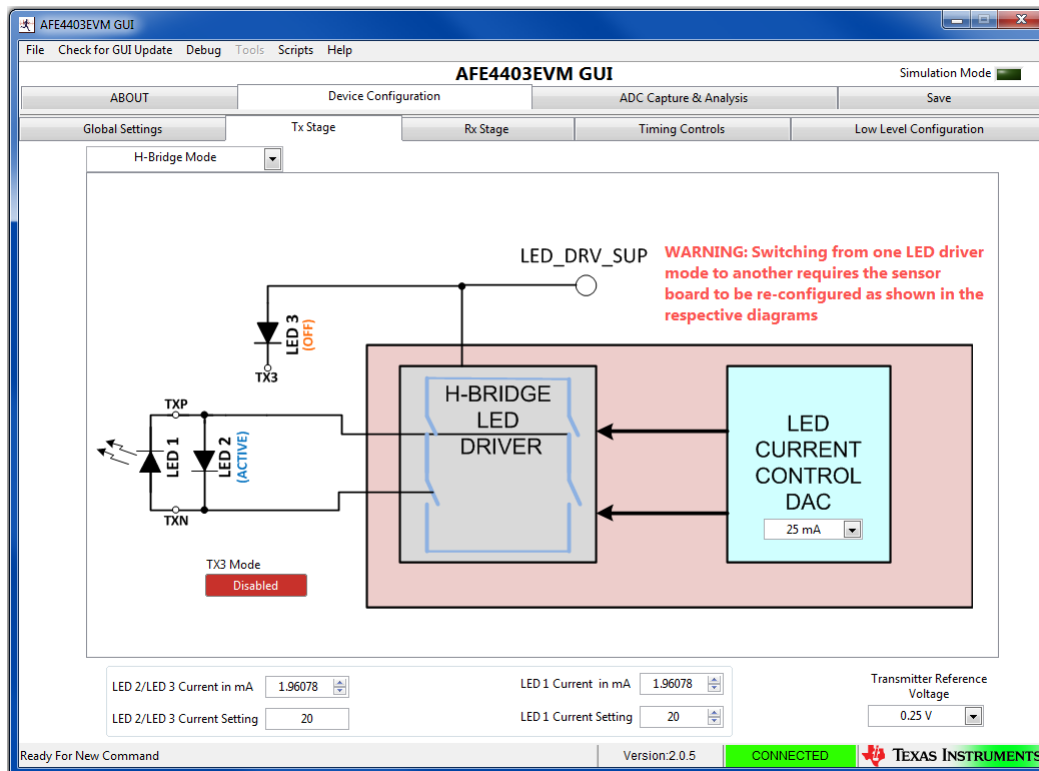 AFE4403EVM GUI
File Check for GUI Update Debug Tools Scripts Help
AFE4403EVM GUI
Simulation Mode
ABOUT Device Configuration ADC Capture & Analysis Save
Global Settings Tx Stage Rx Stage Timing Controls Low Level Configuration
H-Bridge Mode
LED_DRV_SUP
WARNING: Switching from one LED driver
mode to another requires the sensor
board to be re-configured as shown in the
respective diagrams
LED 3
(OFF)
TX3
TXP
LED 1
LED 2
(ACTIVE)
TXN
H-BRIDGE
LED
DRIVER
LED
CURRENT
CONTROL
DAC
25 mA
TX3 Mode
Disabled
LED 2/LED 3 Current in mA 1.96078
LED 2/LED 3 Current Setting 20
LED 1 Current in mA 1.96078
LED 1 Current Setting 20
Transmitter Reference
Voltage
0.25 V
Ready For New Command Version:2.0.5 CONNECTED TEXAS INSTRUMENTS